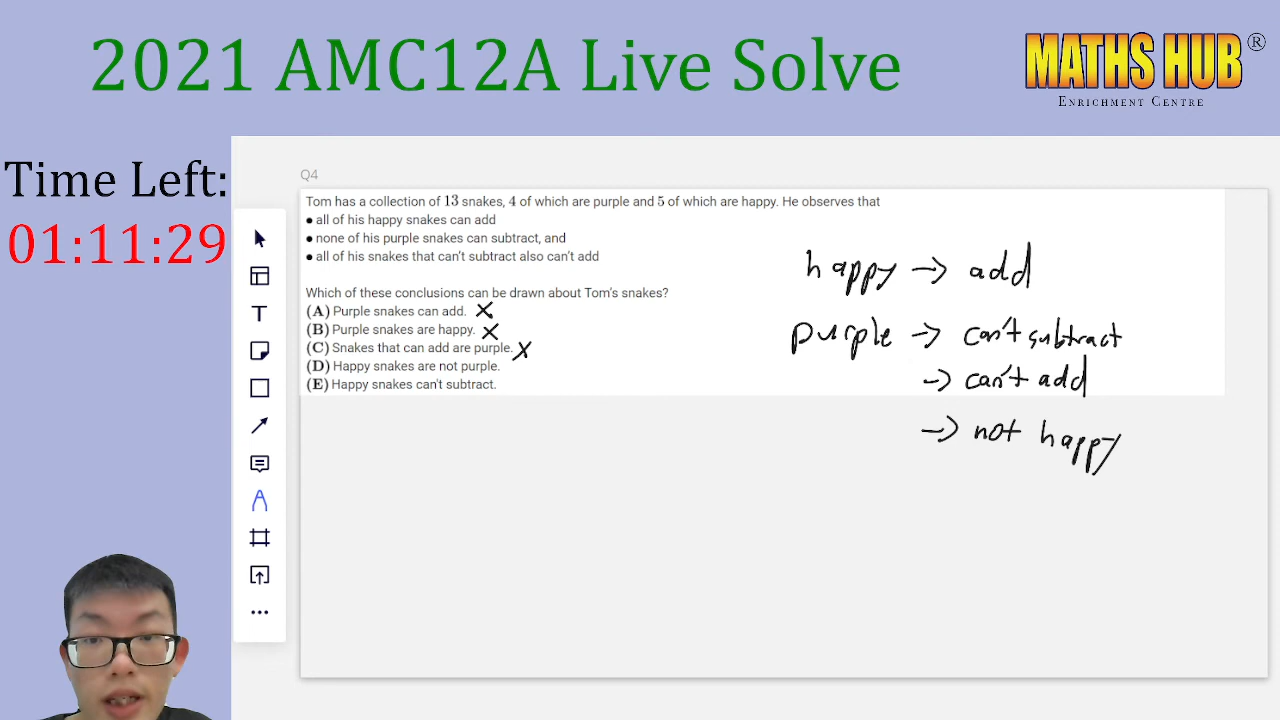 2021 AMC12A Live Solve
MATHS HUB ®
ENRICHMENT CENTRE
Time Left:
01:11:29
Q4
Tom has a collection of 13 snakes, 4 of which are purple and 5 of which are happy. He observes that
• all of his happy snakes can add
• none of his purple snakes can subtract, and
• all of his snakes that can't subtract also can't add
Which of these conclusions can be drawn about Tom's snakes?
(A) Purple snakes can add. ×
(B) Purple snakes are happy. ×
(C) Snakes that can add are purple. ×
(D) Happy snakes are not purple.
(E) Happy snakes can't subtract.
happy → add
purple → can't subtract
→ can't add
→ not happy